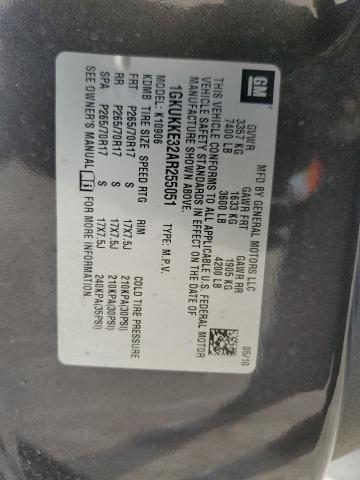 GM
MFD BY GENERAL MOTORS LLC
05/10
GVWR GAWR FRT GAWR RR
3357 KG 1633 KG 1905 KG
7400 LB 3600 LB 4200 LB
THIS VEHICLE CONFORMS TO ALL APPLICABLE U.S. FEDERAL MOTOR
VEHICLE SAFETY STANDARDS IN EFFECT ON THE DATE OF
MANUFACTURE SHOWN ABOVE.
1GKUKKE32AR255051 TYPE: M.P.V.
MODEL: K10906
KDMB TIRE SIZE SPEED RTG RIM COLD TIRE PRESSURE
FRT P265/70R17 S 17X7.5J 210KPA(30PSI)
RR P265/70R17 S 17X7.5J 210KPA(30PSI)
SPA P265/70R17 S 17X7.5J 240KPA(35PSI)
SEE OWNER'S MANUAL i FOR MORE INFORMATION.